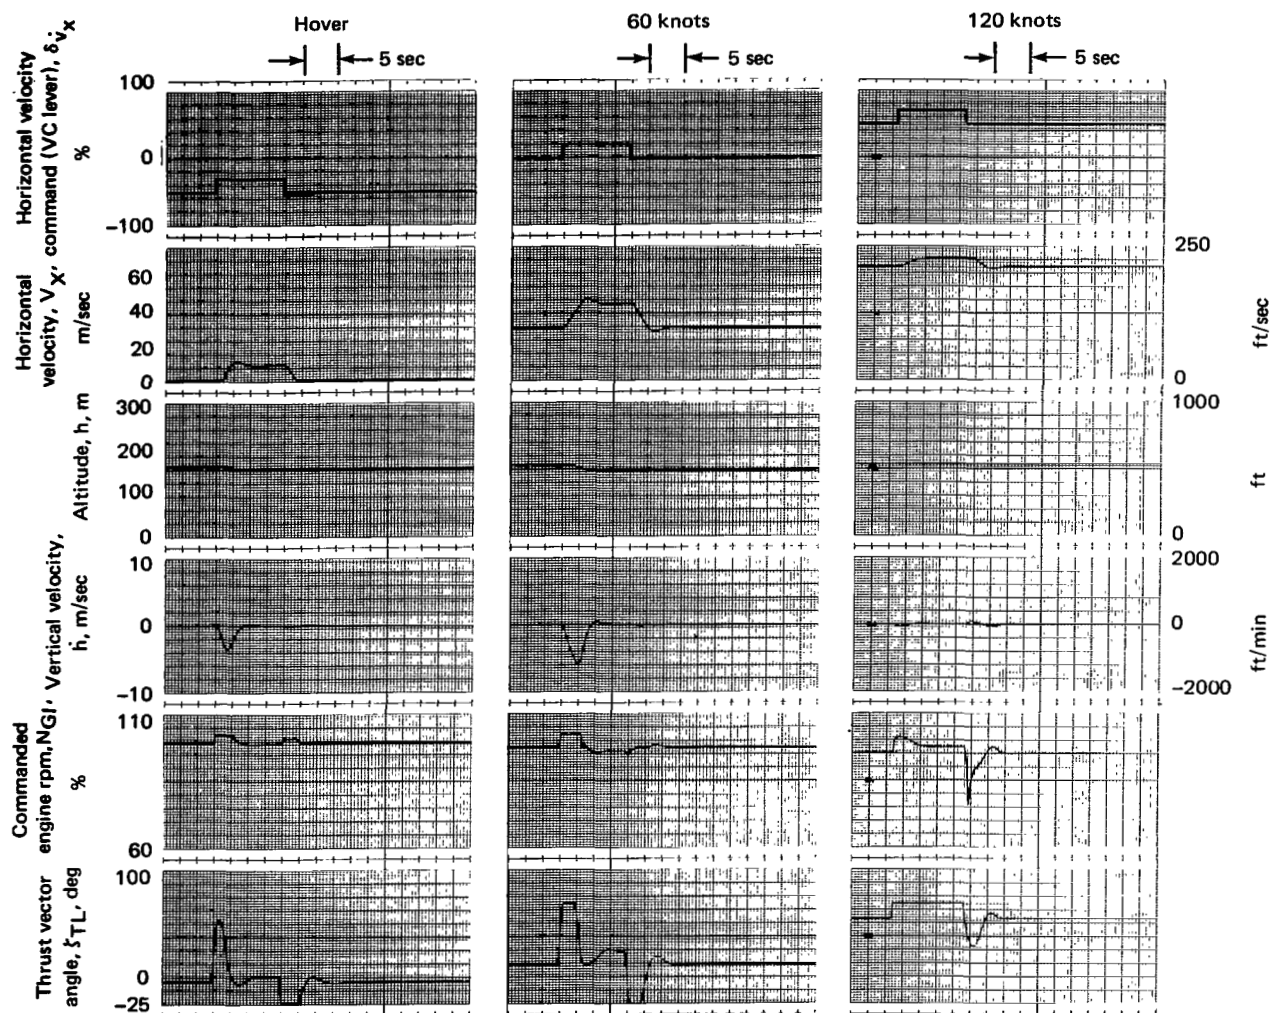 Hover
60 knots
120 knots
5 sec
5 sec
5 sec
Horizontal velocity
command (VC lever), δv̇x
%
100
0
−100
Horizontal
velocity, Vx,
m/sec
60
40
20
0
250
0
ft/sec
Altitude, h, m
300
200
100
0
1000
0
ft
Vertical velocity,
ḣ, m/sec
10
0
−10
2000
0
−2000
ft/min
Commanded
engine rpm, NGI,
%
110
60
Thrust vector
angle, ζTL, deg
100
0
−25